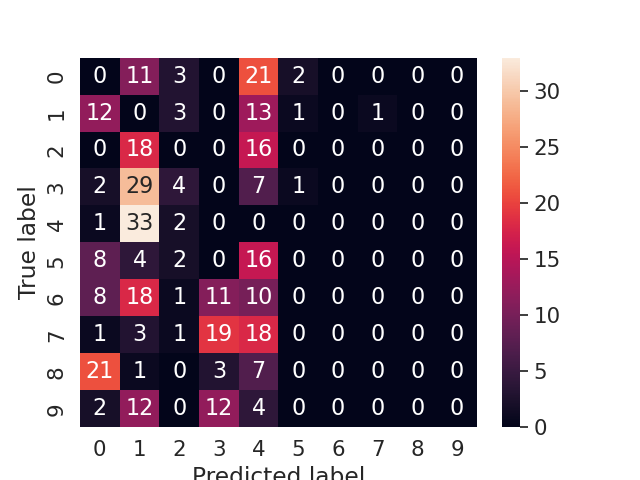 0 0 11 3 0 21 2 0 0 0 0
1 12 0 3 0 13 1 0 1 0 0
2 0 18 0 0 16 0 0 0 0 0
3 2 29 4 0 7 1 0 0 0 0
4 1 33 2 0 0 0 0 0 0 0
5 8 4 2 0 16 0 0 0 0 0
6 8 18 1 11 10 0 0 0 0 0
7 1 3 1 19 18 0 0 0 0 0
8 21 1 0 3 7 0 0 0 0 0
9 2 12 0 12 4 0 0 0 0 0
0 1 2 3 4 5 6 7 8 9
Predicted label
True label
30
25
20
15
10
5
0